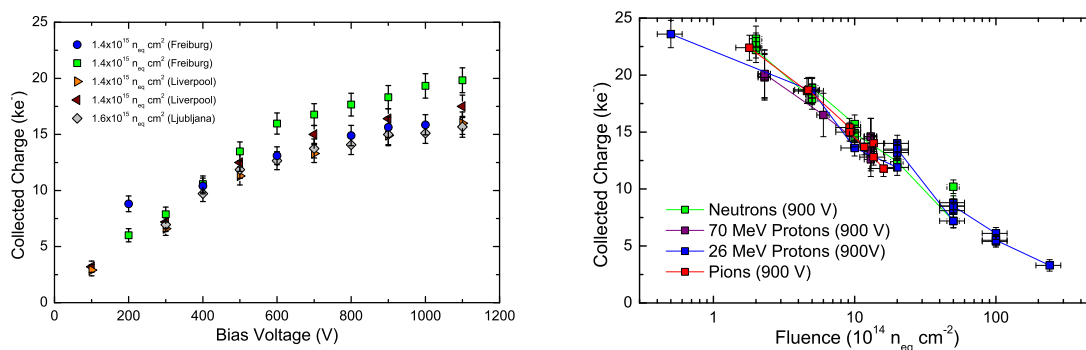 25
20
15
10
5
0
Collected Charge (ke⁻)
1.4x10¹⁵ n_eq cm² (Freiburg)
1.4x10¹⁵ n_eq cm² (Freiburg)
1.4x10¹⁵ n_eq cm² (Liverpool)
1.4x10¹⁵ n_eq cm² (Liverpool)
1.6x10¹⁵ n_eq cm² (Ljubljana)
0 200 400 600 800 1000 1200
Bias Voltage (V)
25
20
15
10
5
0
Collected Charge (ke⁻)
Neutrons (900 V)
70 MeV Protons (900 V)
26 MeV Protons (900V)
Pions (900 V)
1 10 100
Fluence (10¹⁴ n_eq cm⁻²)